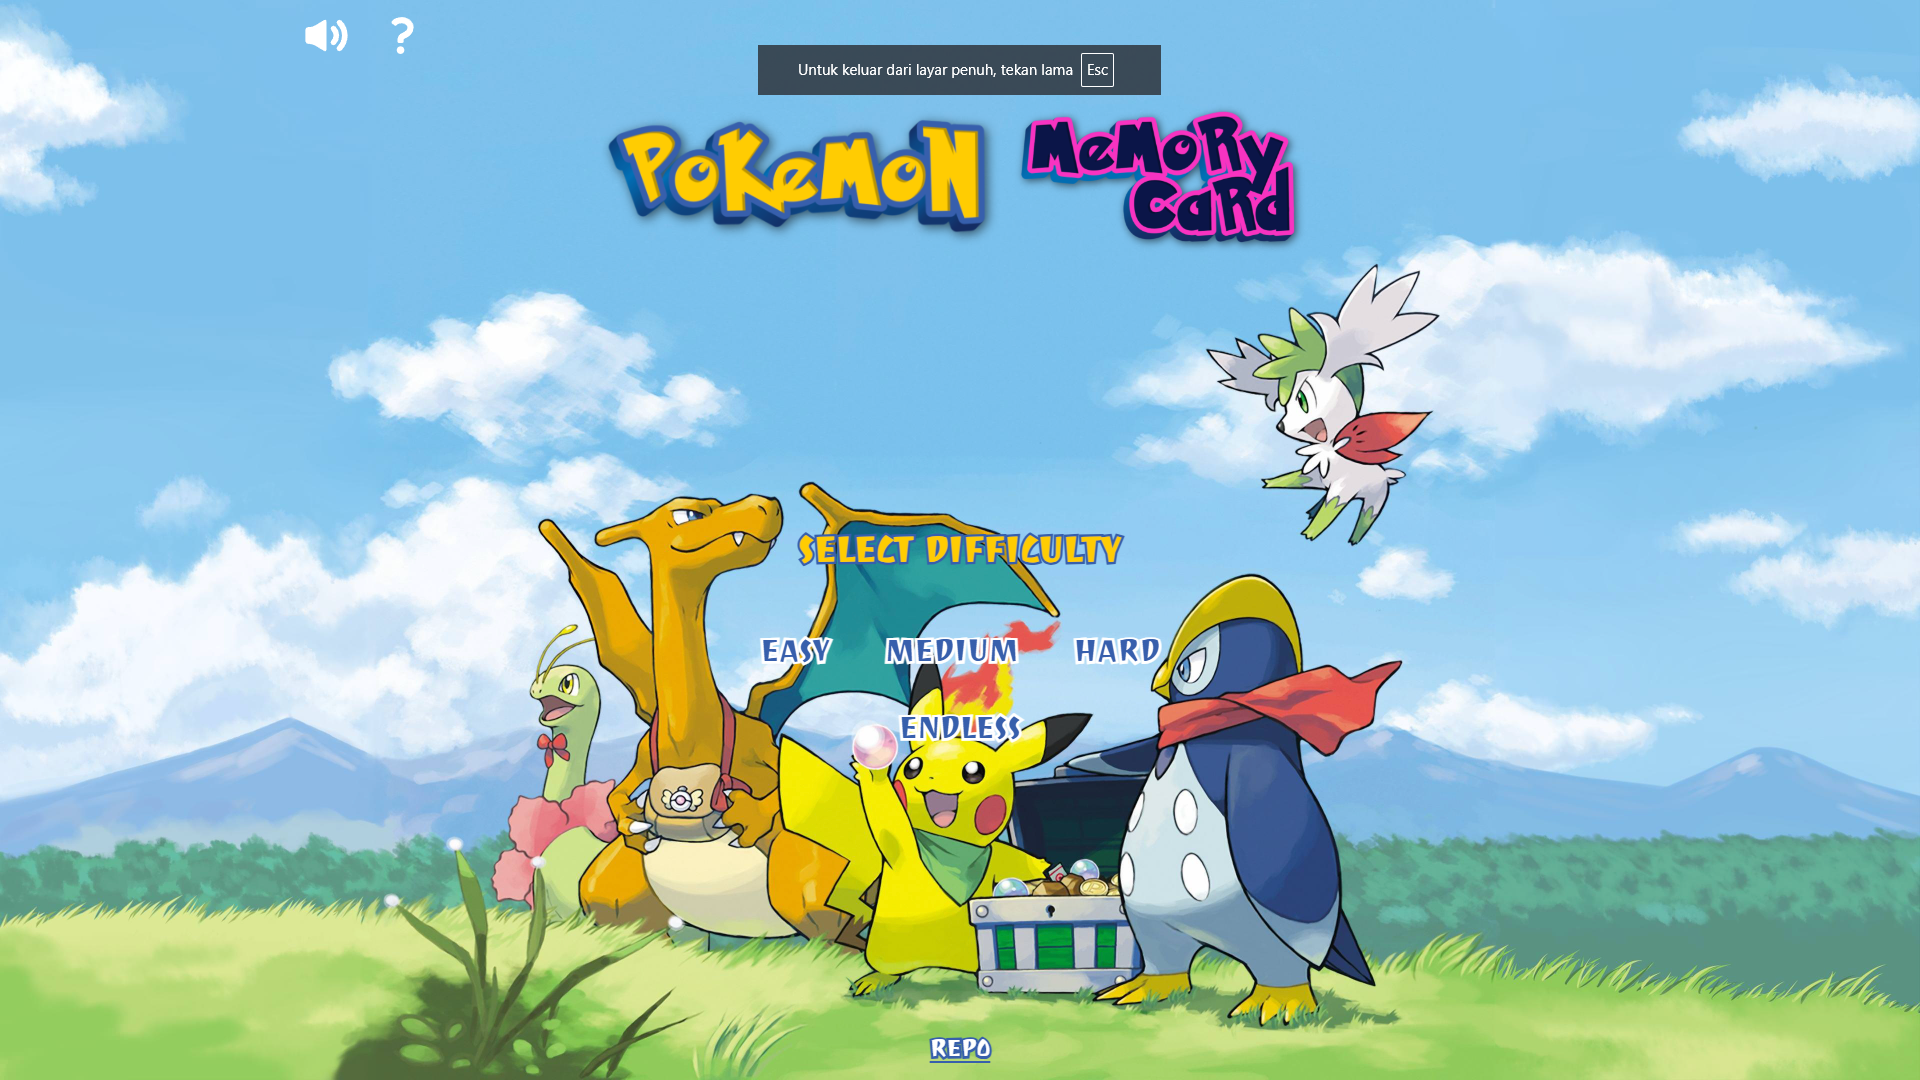 ?
Untuk keluar dari layar penuh, tekan lama Esc
POKeMON
MeMoRy
CaRd
SELECT DIFFICULTY
EASY MEDIUM HARD
ENDLESS
REPO